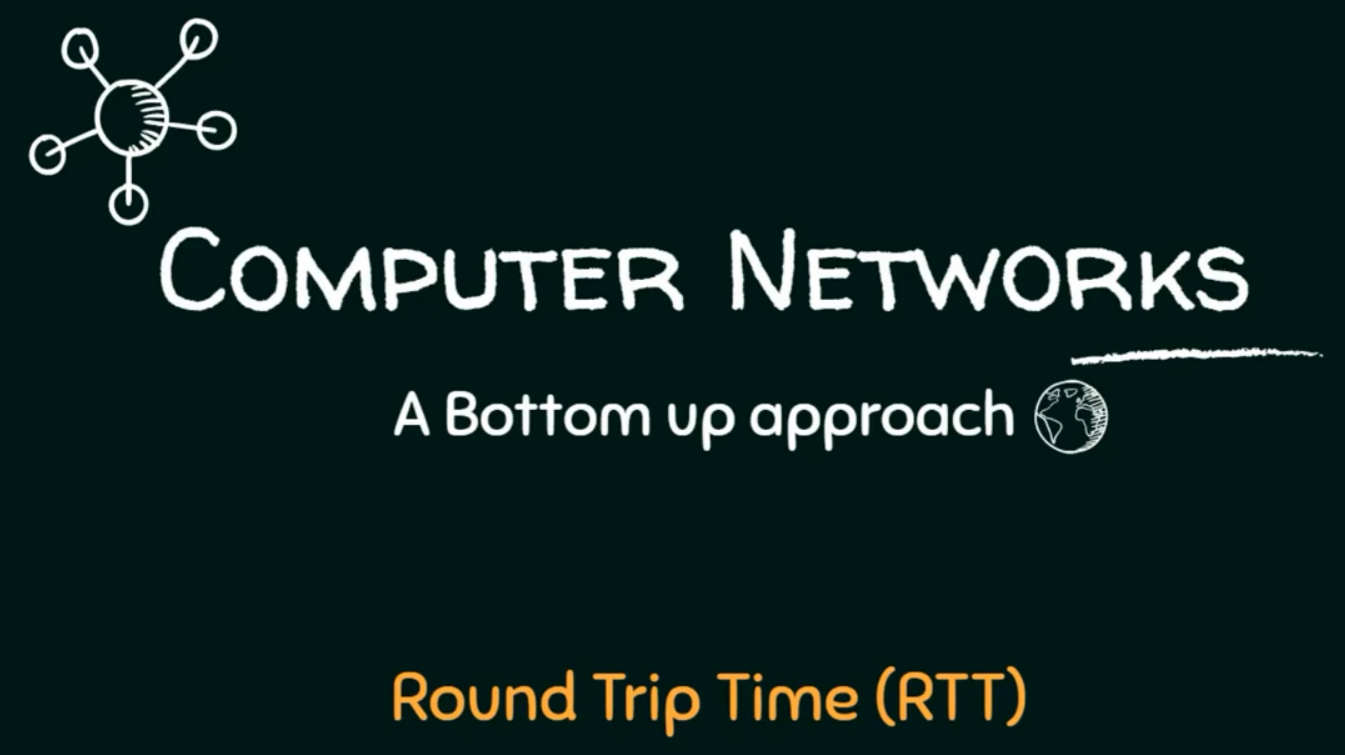 Computer Networks
A Bottom up approach
Round Trip Time (RTT)